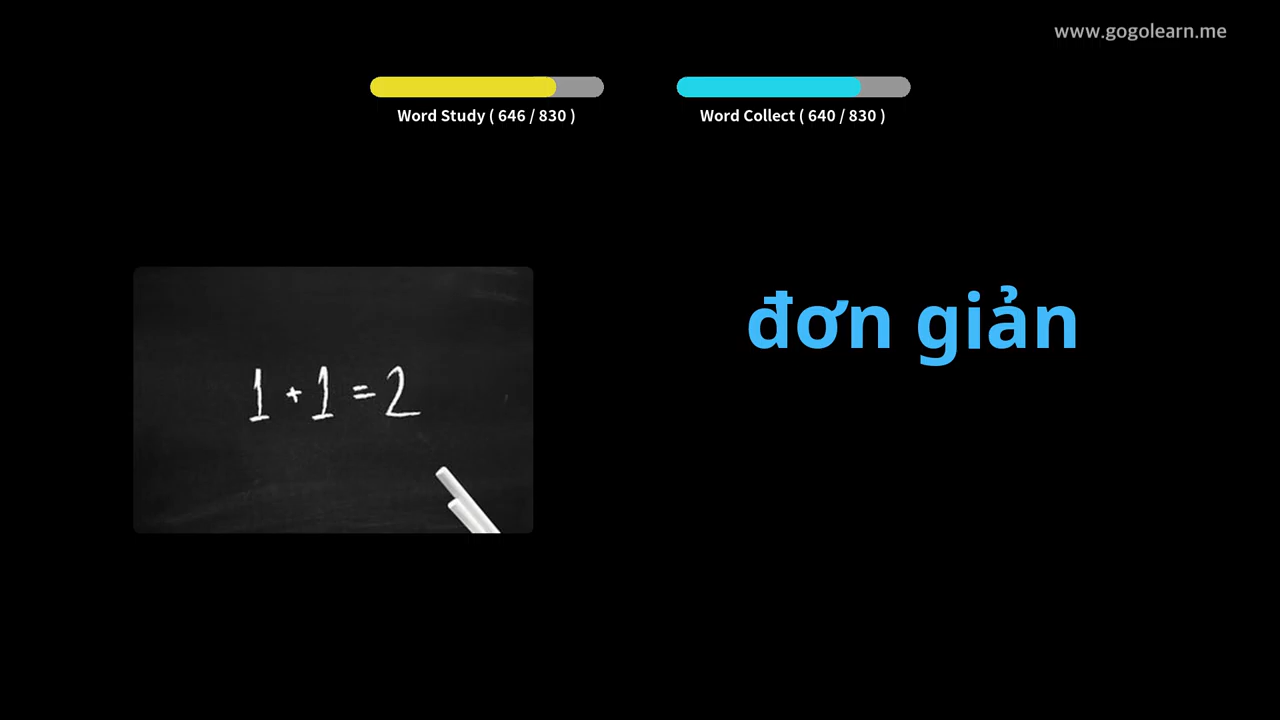 www.gogolearn.me
Word Study ( 646 / 830 )
Word Collect ( 640 / 830 )
đơn giản
1 + 1 = 2